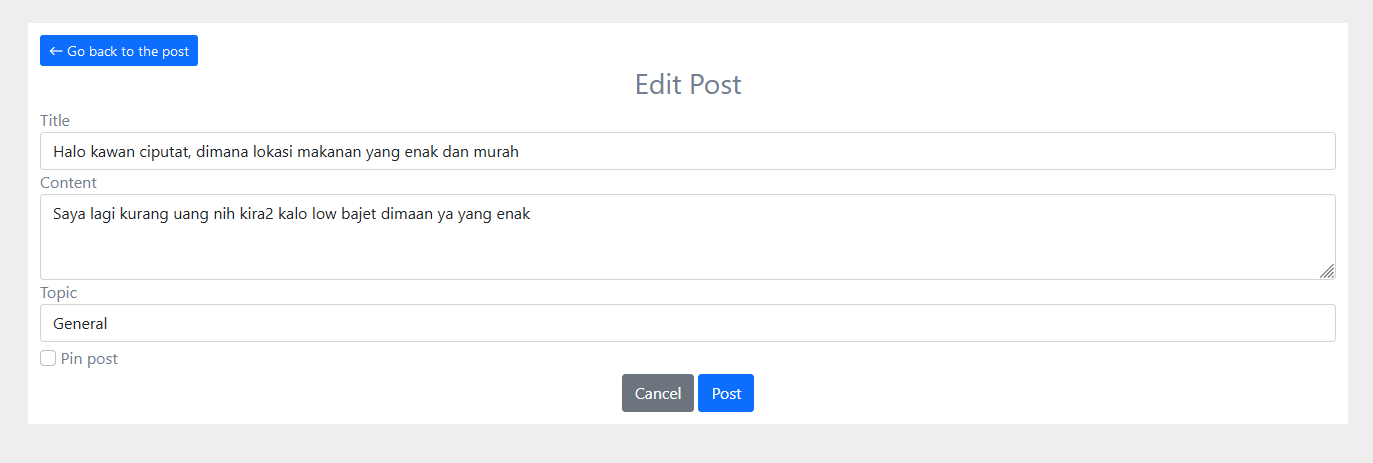 ← Go back to the post
Edit Post
Title
Halo kawan ciputat, dimana lokasi makanan yang enak dan murah
Content
Saya lagi kurang uang nih kira2 kalo low bajet dimaan ya yang enak
Topic
General
Pin post
Cancel Post